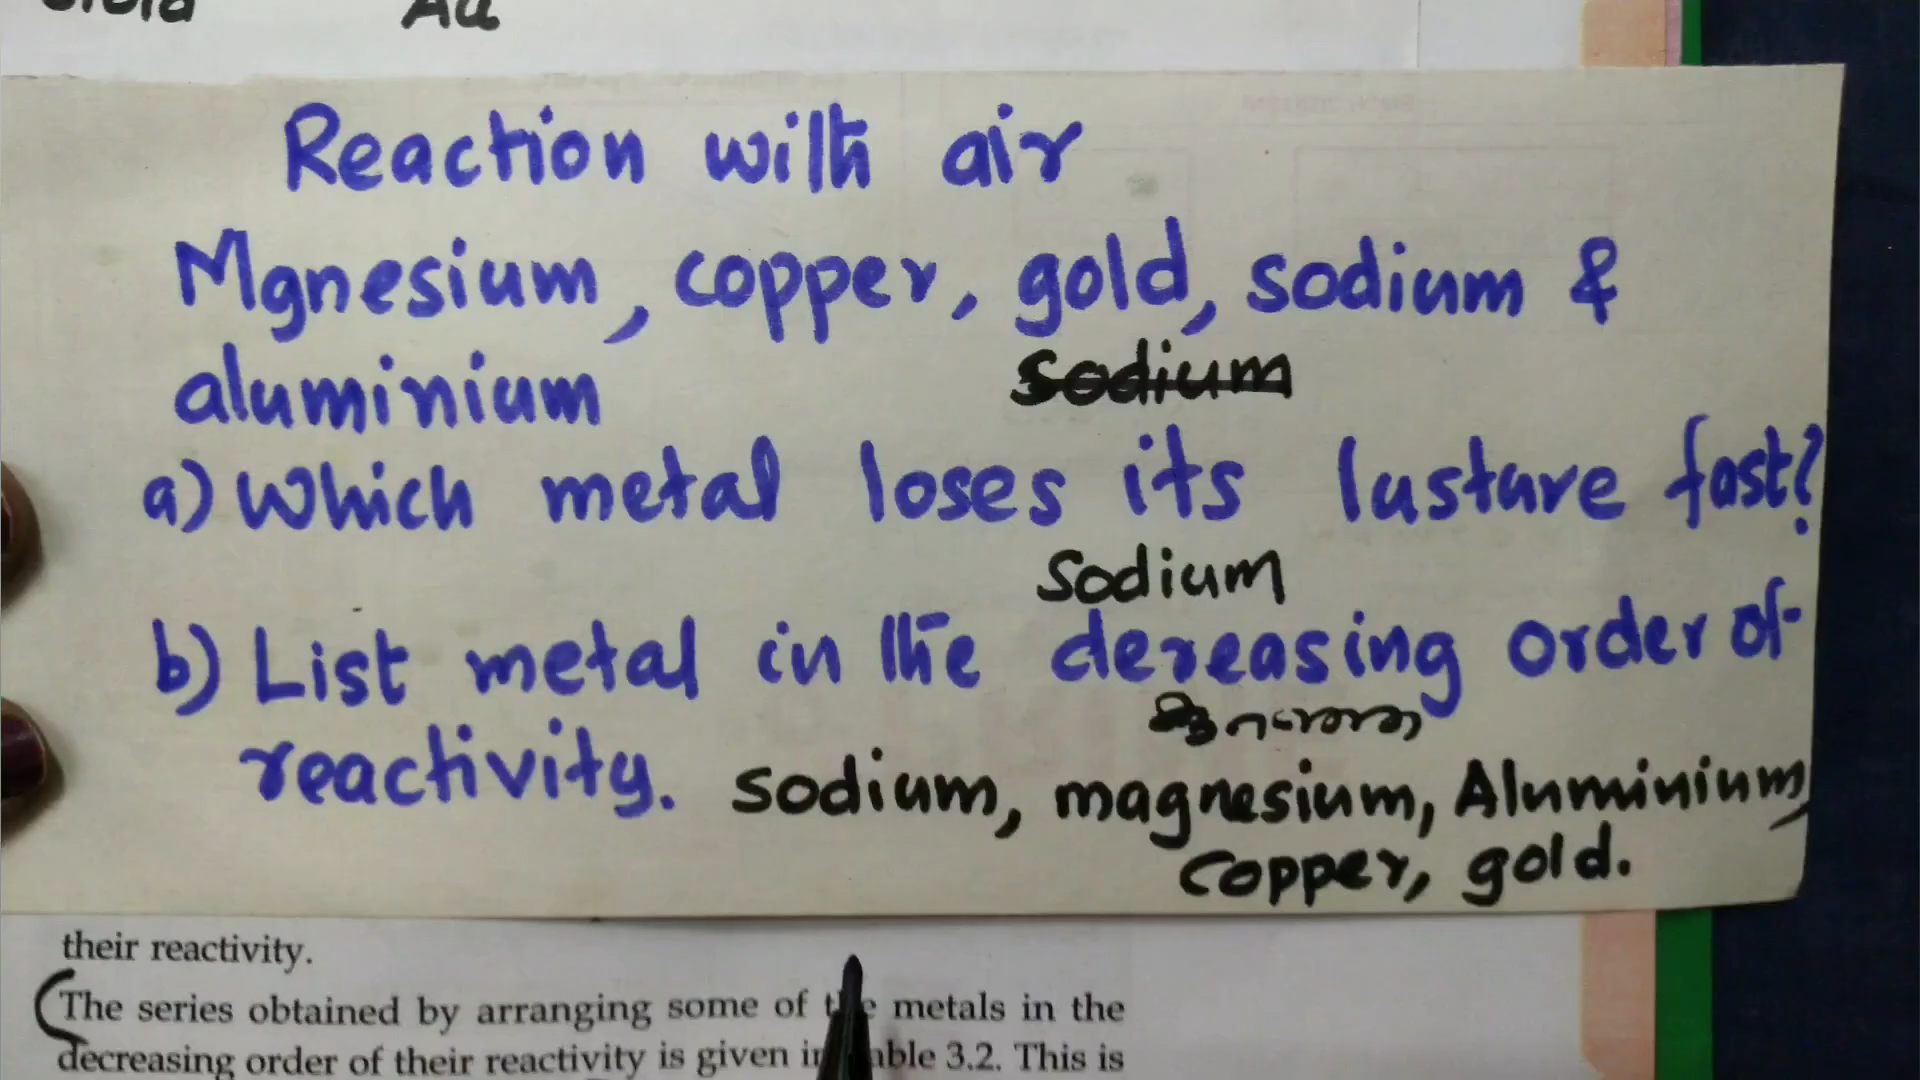 Gold Au
Reaction with air
Mgnesium, copper, gold, sodium &
aluminium
sodium
a) Which metal loses its lusture fast?
Sodium
b) List metal in the dereasing order of
reactivity. sodium, magnesium, Aluminium,
copper, gold.
their reactivity.
The series obtained by arranging some of the metals in the
decreasing order of their reactivity is given in Table 3.2. This is